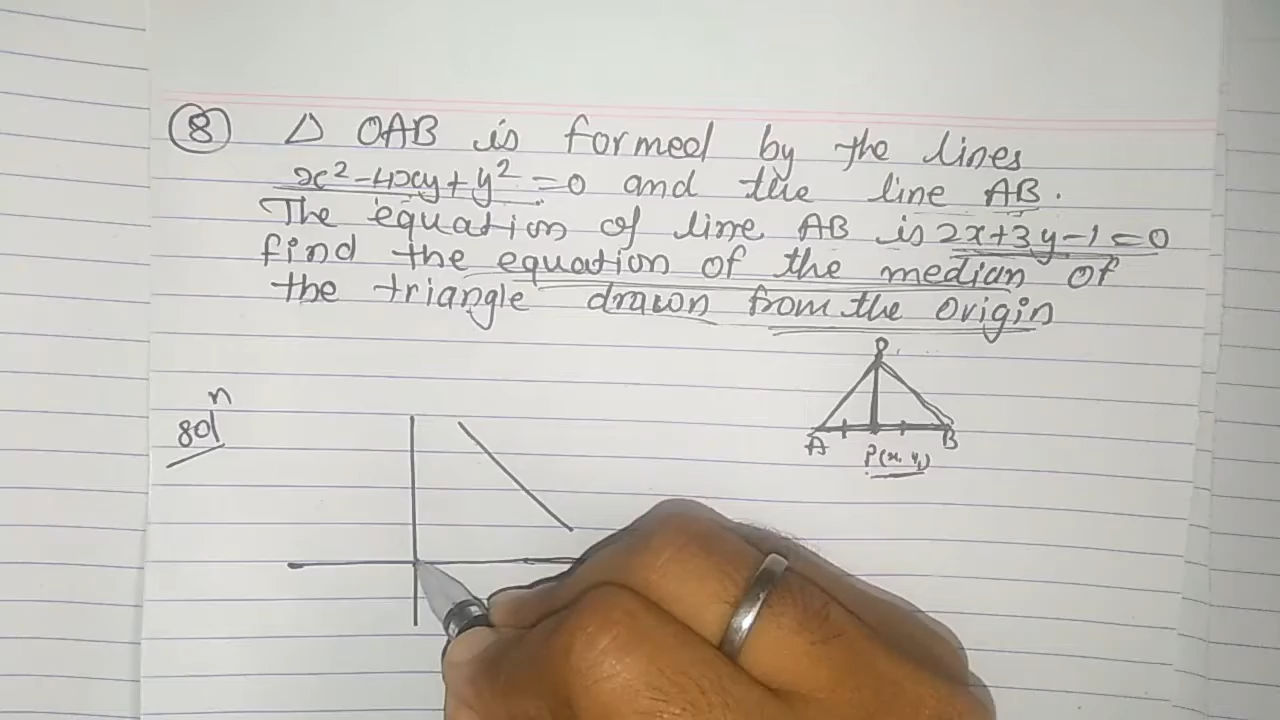 8 △ OAB is formed by the lines
x²-4xy+y²=0 and the line AB.
The equation of line AB is 2x+3y-1=0
find the equation of the median of
the triangle drawn from the origin
Solⁿ
A B
P(x, y)